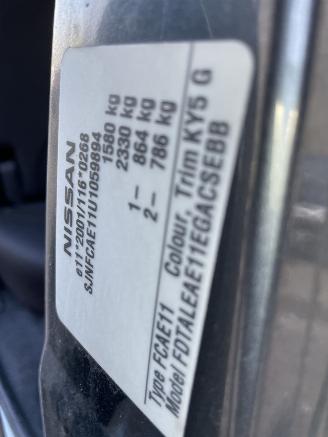 NISSAN
e11*2001/116*0268
SJNFCAE11U1059894
1580 kg
2330 kg
1– 864 kg
2– 786 kg
Type FCAE11 Colour, Trim KY5 G
Model FDTALEAE11EGACSEBB